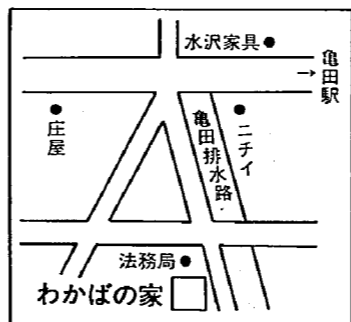 水沢家具
→亀田駅
庄屋
ニチイ
亀田排水路
法務局
わかばの家